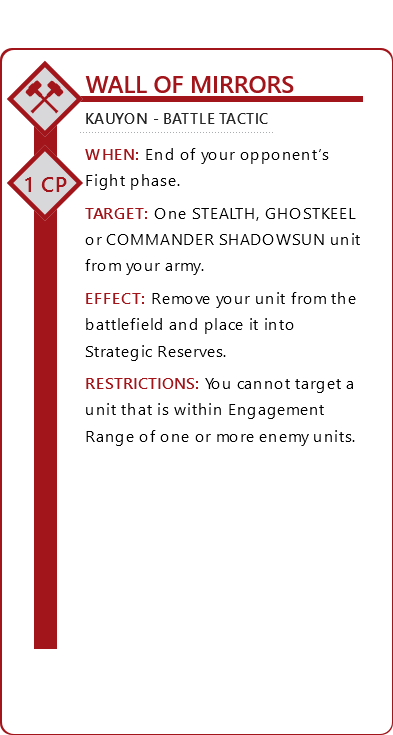 WALL OF MIRRORS
KAUYON - BATTLE TACTIC
1 CP
WHEN: End of your opponent’s
Fight phase.
TARGET: One STEALTH, GHOSTKEEL
or COMMANDER SHADOWSUN unit
from your army.
EFFECT: Remove your unit from the
battlefield and place it into
Strategic Reserves.
RESTRICTIONS: You cannot target a
unit that is within Engagement
Range of one or more enemy units.